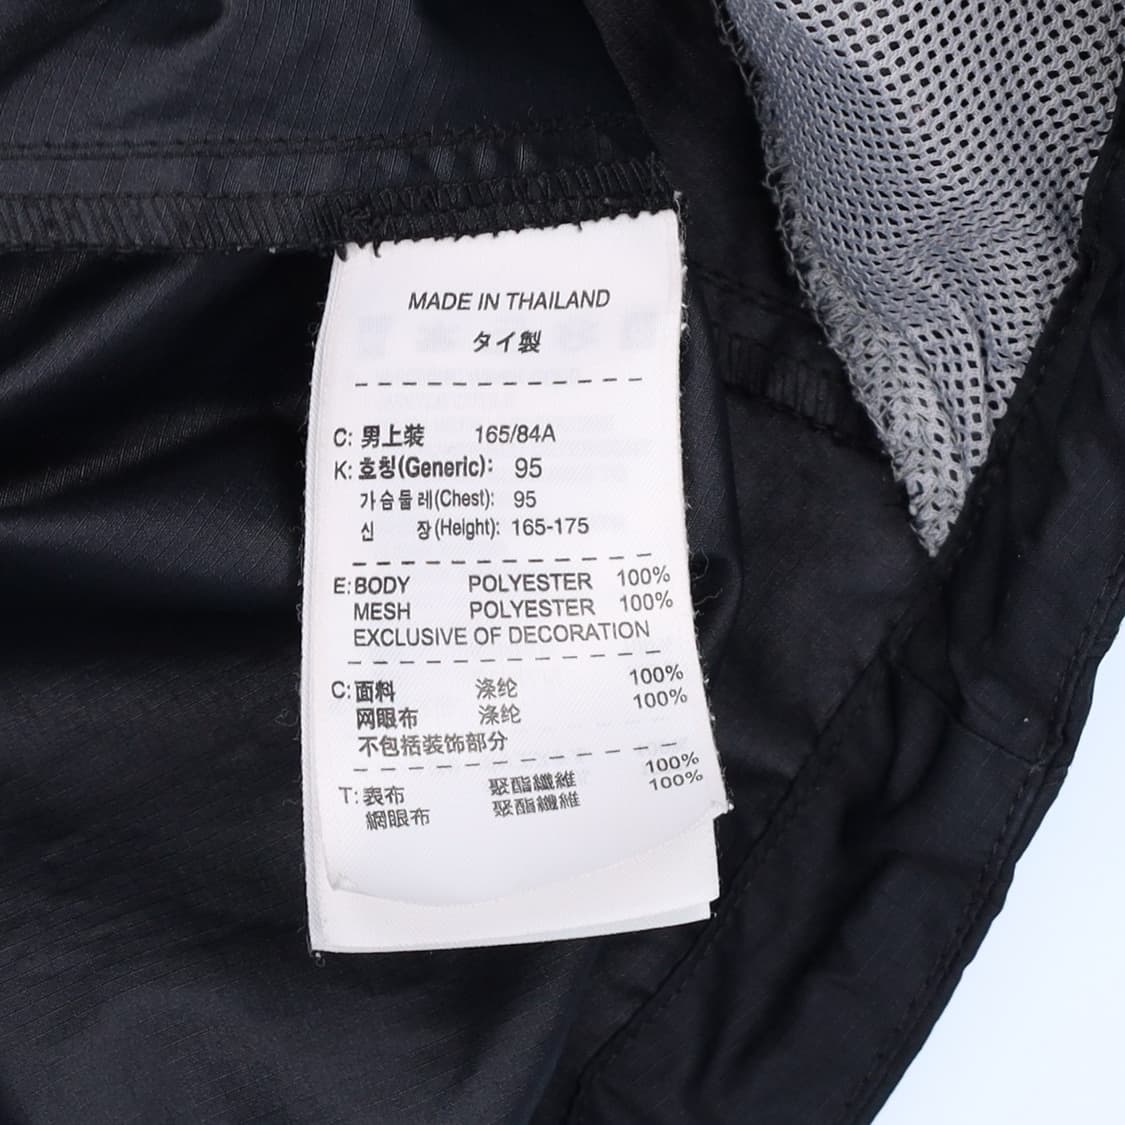 MADE IN THAILAND
タイ製
C: 男上装 165/84A
K: 호칭(Generic): 95
가슴둘레(Chest): 95
신 장(Height): 165-175
E: BODY POLYESTER 100%
MESH POLYESTER 100%
EXCLUSIVE OF DECORATION
C: 面料 涤纶 100%
网眼布 涤纶 100%
不包括装饰部分
T: 表布 聚酯纖維 100%
網眼布 聚酯纖維 100%